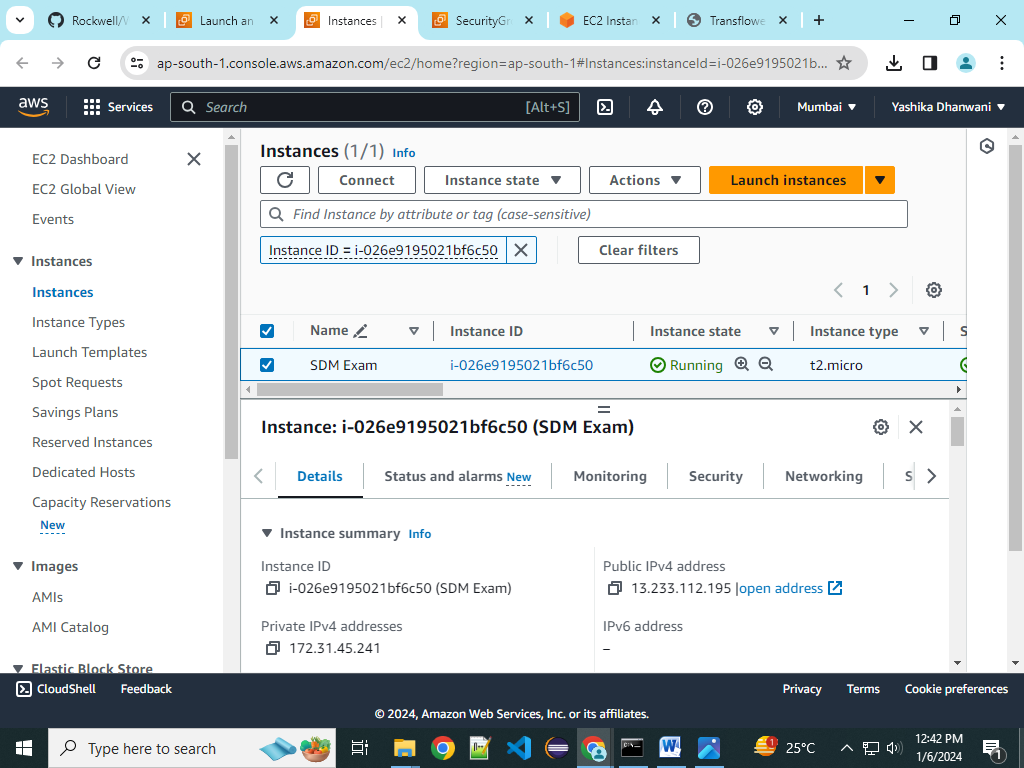 Rockwell/W
Launch an
Instances |
SecurityGr
EC2 Instan
Transflowe
ap-south-1.console.aws.amazon.com/ec2/home?region=ap-south-1#Instances:instanceId=i-026e9195021b...
aws
Services
Search
[Alt+S]
Mumbai
Yashika Dhanwani
EC2 Dashboard
EC2 Global View
Events
Instances
Instances
Instance Types
Launch Templates
Spot Requests
Savings Plans
Reserved Instances
Dedicated Hosts
Capacity Reservations
New
Images
AMIs
AMI Catalog
Elastic Block Store
Instances (1/1) Info
Connect
Instance state
Actions
Launch instances
Find Instance by attribute or tag (case-sensitive)
Instance ID = i-026e9195021bf6c50
Clear filters
1
Name
Instance ID
Instance state
Instance type
S
SDM Exam
i-026e9195021bf6c50
Running
t2.micro
Instance: i-026e9195021bf6c50 (SDM Exam)
Details
Status and alarms New
Monitoring
Security
Networking
S
Instance summary Info
Instance ID
i-026e9195021bf6c50 (SDM Exam)
Public IPv4 address
13.233.112.195 |open address
Private IPv4 addresses
172.31.45.241
IPv6 address
–
CloudShell
Feedback
Privacy
Terms
Cookie preferences
© 2024, Amazon Web Services, Inc. or its affiliates.
Type here to search
1
25°C
12:42 PM
1/6/2024
1